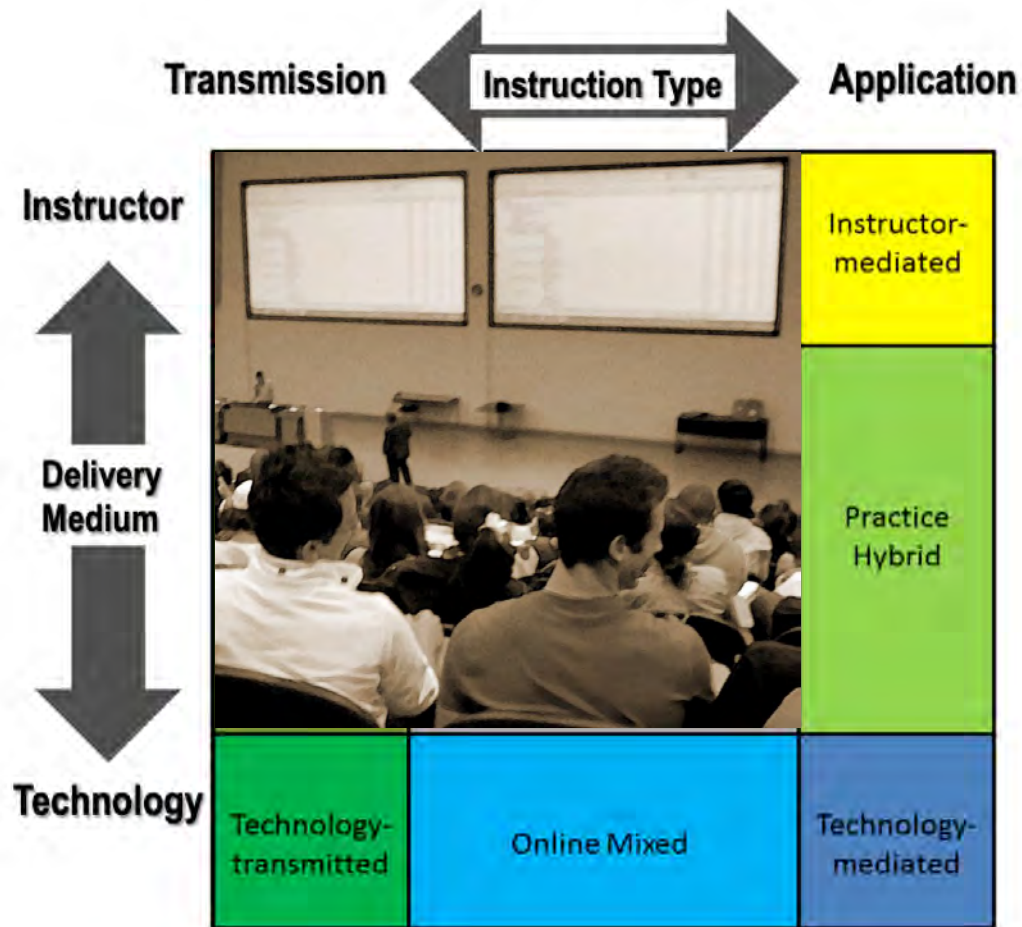 Transmission Instruction Type Application
Instructor
Instructor-
mediated
Delivery
Medium
Practice
Hybrid
Technology
Technology-
transmitted
Online Mixed
Technology-
mediated